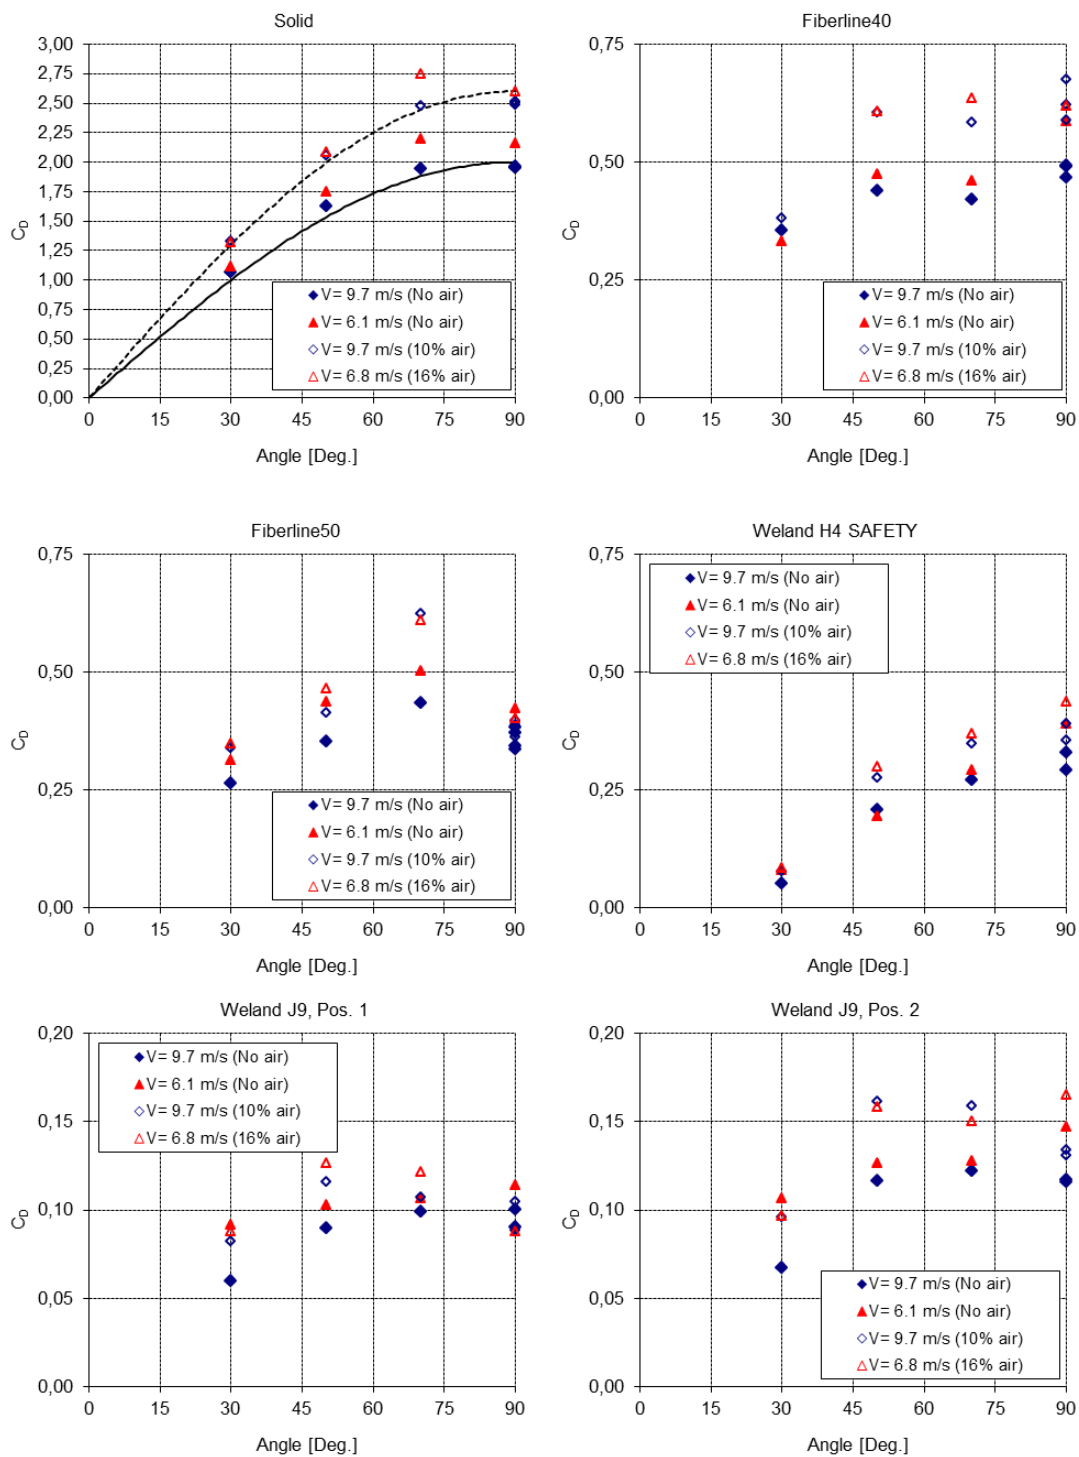 Solid
3,00
2,75
2,50
2,25
2,00
1,75
1,50
1,25
1,00
0,75
0,50
0,25
0,00
C_D
V= 9.7 m/s (No air)
V= 6.1 m/s (No air)
V= 9.7 m/s (10% air)
V= 6.8 m/s (16% air)
0 15 30 45 60 75 90
Angle [Deg.]
Fiberline40
0,75
0,50
0,25
0,00
C_D
V= 9.7 m/s (No air)
V= 6.1 m/s (No air)
V= 9.7 m/s (10% air)
V= 6.8 m/s (16% air)
0 15 30 45 60 75 90
Angle [Deg.]
Fiberline50
0,75
0,50
0,25
0,00
C_D
V= 9.7 m/s (No air)
V= 6.1 m/s (No air)
V= 9.7 m/s (10% air)
V= 6.8 m/s (16% air)
0 15 30 45 60 75 90
Angle [Deg.]
Weland H4 SAFETY
0,75
0,50
0,25
0,00
C_D
V= 9.7 m/s (No air)
V= 6.1 m/s (No air)
V= 9.7 m/s (10% air)
V= 6.8 m/s (16% air)
0 15 30 45 60 75 90
Angle [Deg.]
Weland J9, Pos. 1
0,20
0,15
0,10
0,05
0,00
C_D
V= 9.7 m/s (No air)
V= 6.1 m/s (No air)
V= 9.7 m/s (10% air)
V= 6.8 m/s (16% air)
0 15 30 45 60 75 90
Angle [Deg.]
Weland J9, Pos. 2
0,20
0,15
0,10
0,05
0,00
C_D
V= 9.7 m/s (No air)
V= 6.1 m/s (No air)
V= 9.7 m/s (10% air)
V= 6.8 m/s (16% air)
0 15 30 45 60 75 90
Angle [Deg.]